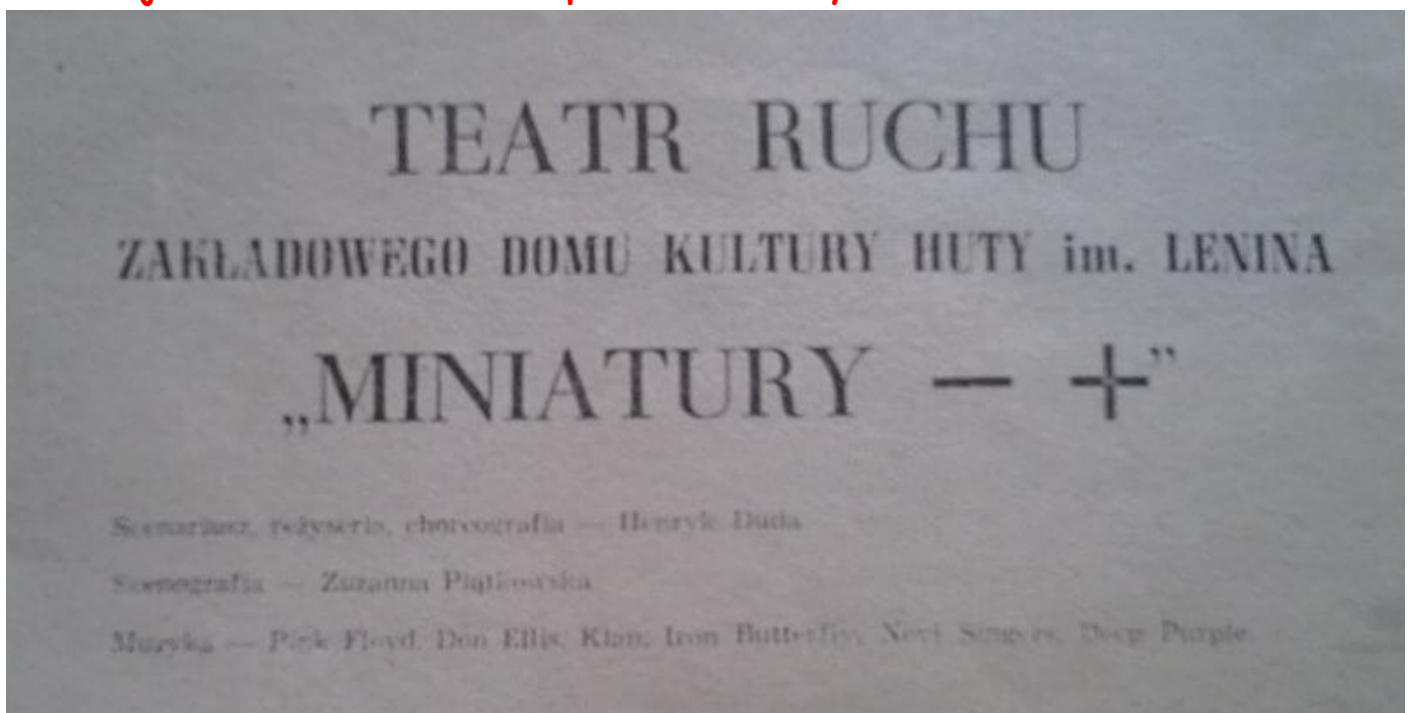 TEATR RUCHU
ZAKŁADOWEGO DOMU KULTURY HUTY im. LENINA
„MINIATURY — +”
Scenariusz, reżyseria, choreografia — Henryk Duda
Scenografia — Zuzanna Piątkowska
Muzyka — Pink Floyd, Don Ellis, Klan, Iron Butterfly, Novi Singers, Deep Purple